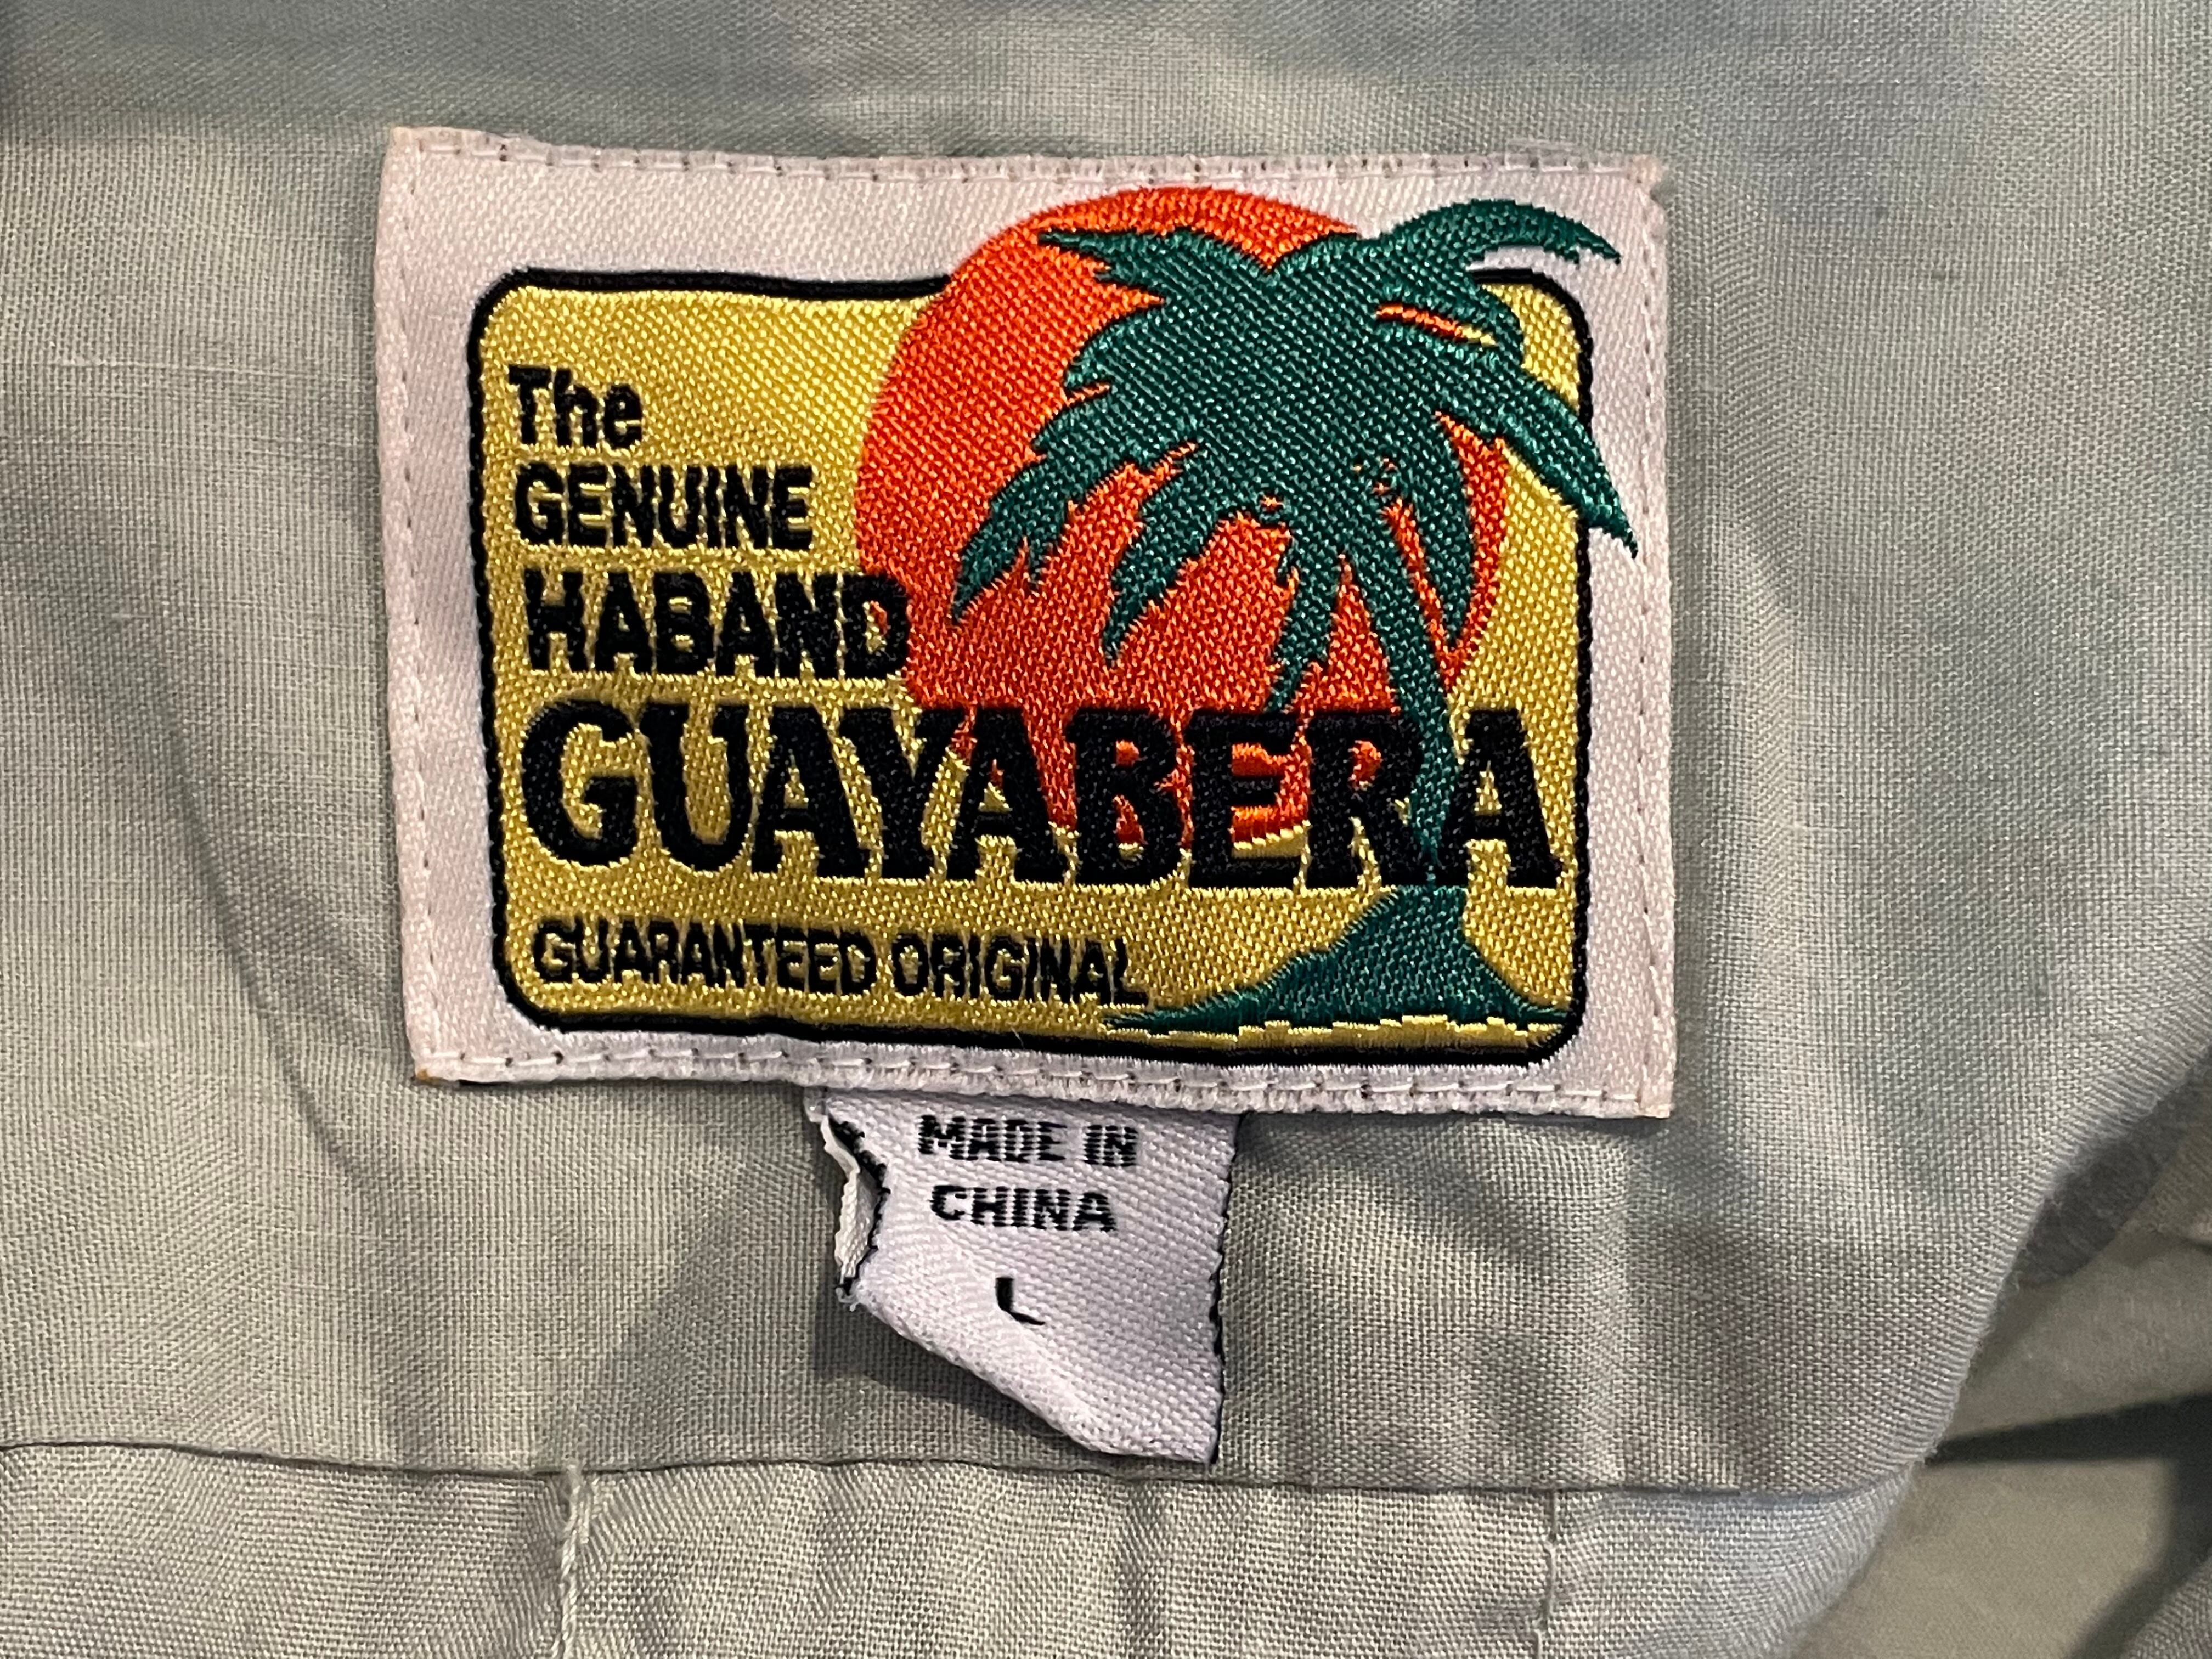 The
GENUINE
HABAND
GUAYABERA
GUARANTEED ORIGINAL
MADE IN
CHINA
L